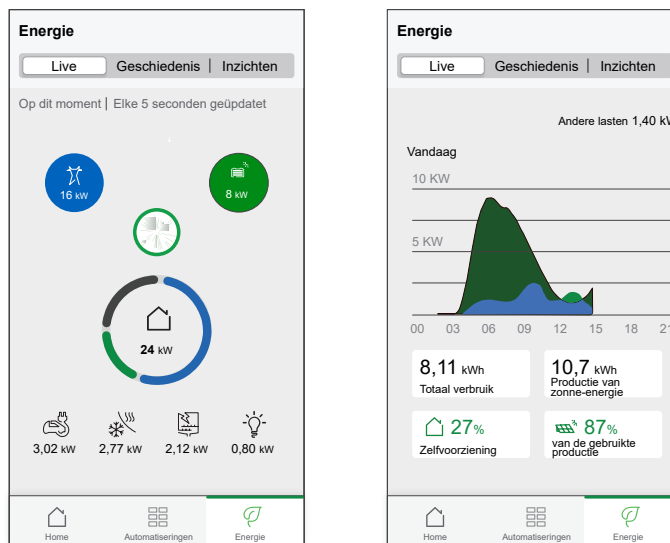 Energie
Live Geschiedenis | Inzichten
Op dit moment | Elke 5 seconden geüpdatet
16 kW
8 kW
24 kW
3,02 kW 2,77 kW 2,12 kW 0,80 kW
Home Automatiseringen Energie
Energie
Live Geschiedenis | Inzichten
Andere lasten 1,40 kW
Vandaag
10 KW
5 KW
00 03 06 09 12 15 18 21
8,11 kWh
Totaal verbruik
10,7 kWh
Productie van
zonne-energie
27%
Zelfvoorziening
87%
van de gebruikte
productie
Home Automatiseringen Energie